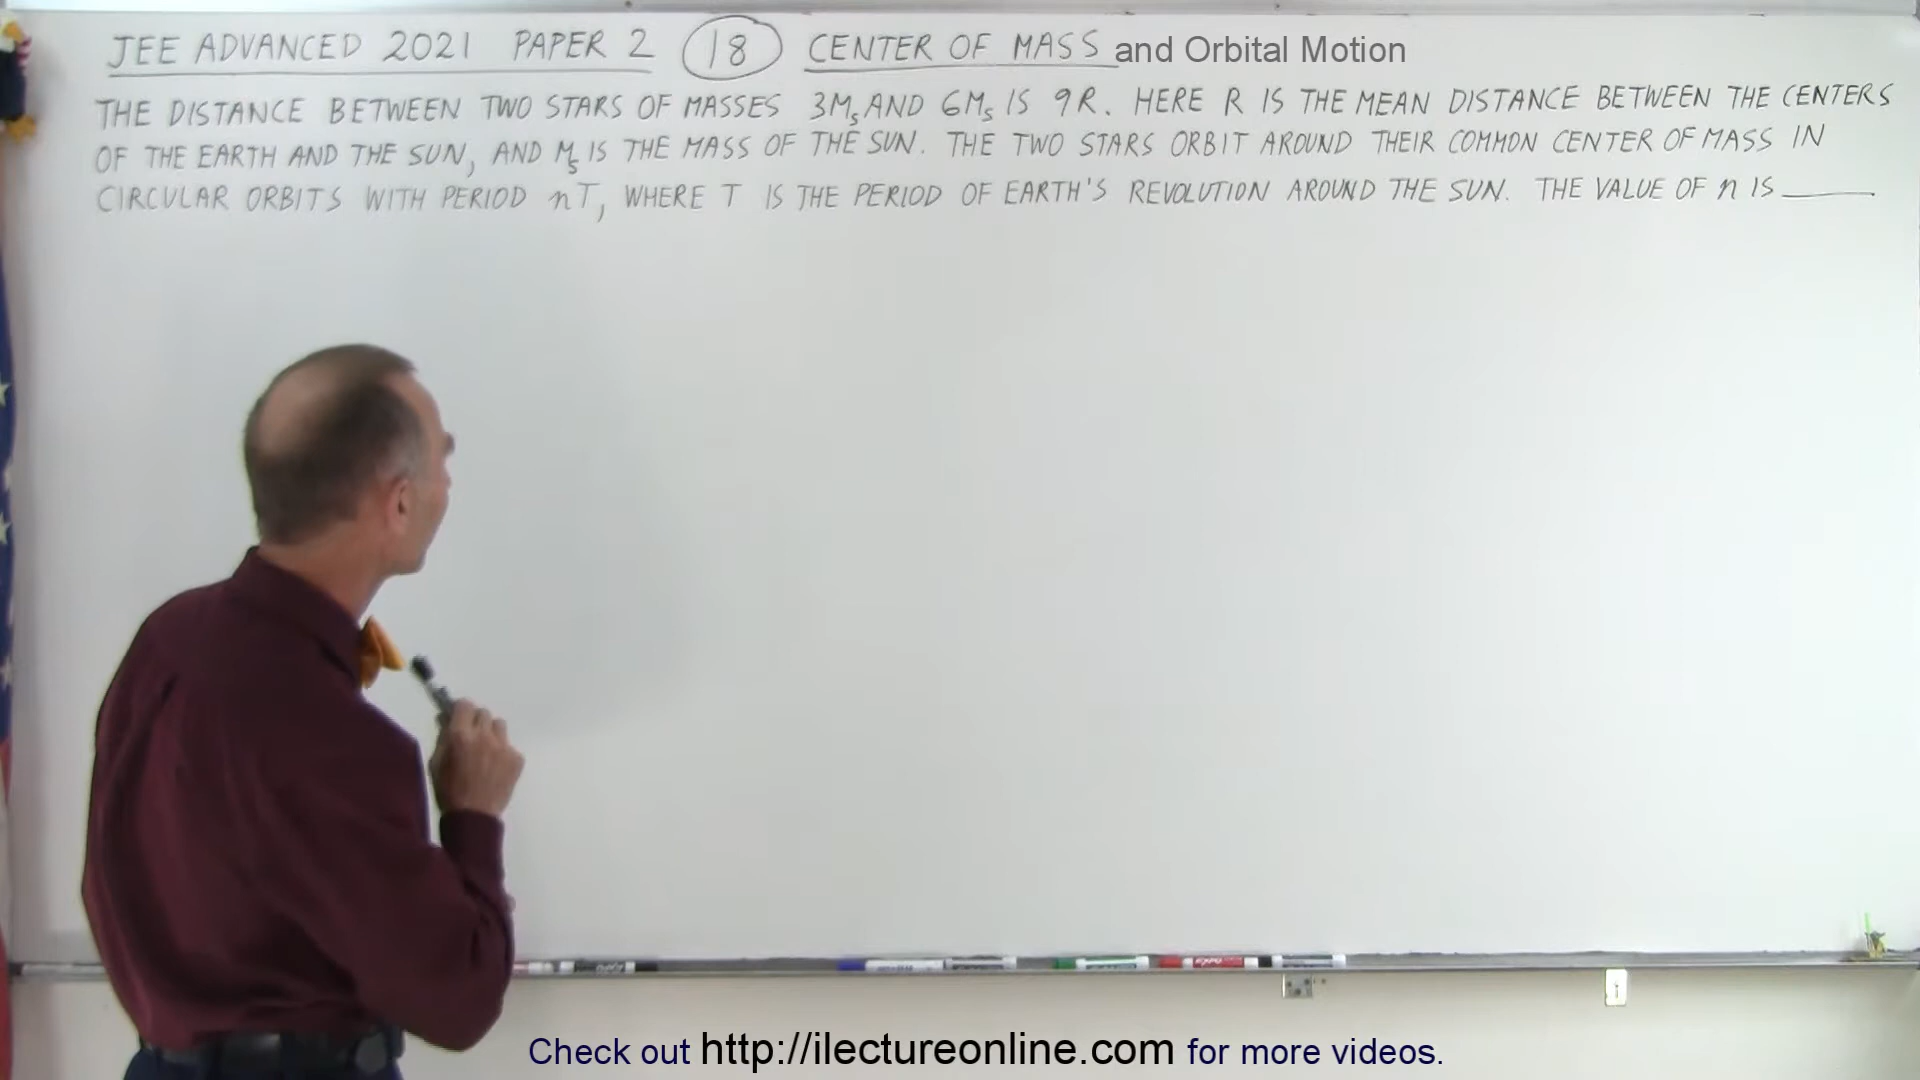 JEE ADVANCED 2021 PAPER 2 18 CENTER OF MASS and Orbital Motion
THE DISTANCE BETWEEN TWO STARS OF MASSES 3Ms AND 6Ms IS 9R. HERE R IS THE MEAN DISTANCE BETWEEN THE CENTERS
OF THE EARTH AND THE SUN, AND Ms IS THE MASS OF THE SUN. THE TWO STARS ORBIT AROUND THEIR COMMON CENTER OF MASS IN
CIRCULAR ORBITS WITH PERIOD nT, WHERE T IS THE PERIOD OF EARTH'S REVOLUTION AROUND THE SUN. THE VALUE OF n IS ______.
Check out http://ilectureonline.com for more videos.